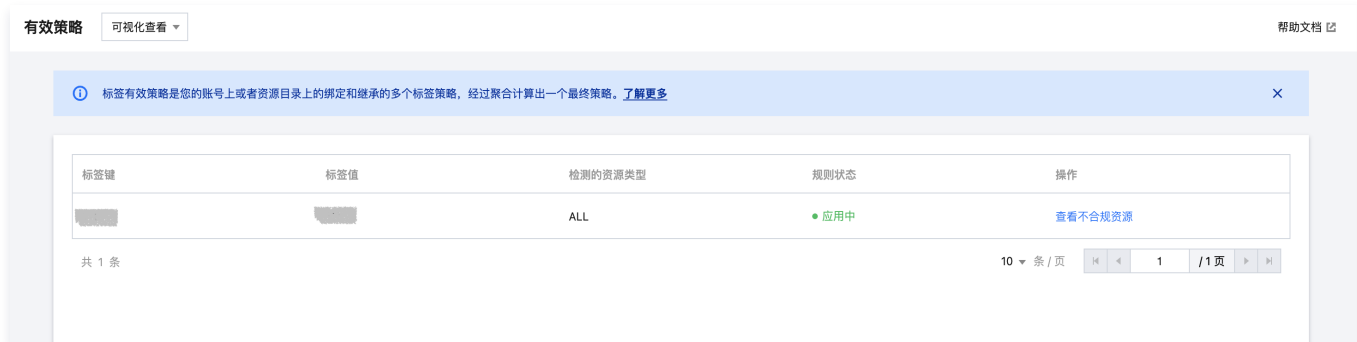 有效策略 可视化查看 帮助文档
标签有效策略是您的账号上或者资源目录上的绑定和继承的多个标签策略，经过聚合计算出一个最终策略。了解更多
标签键 标签值 检测的资源类型 规则状态 操作
ALL 应用中 查看不合规资源
共 1 条 10 条 / 页 1 / 1 页